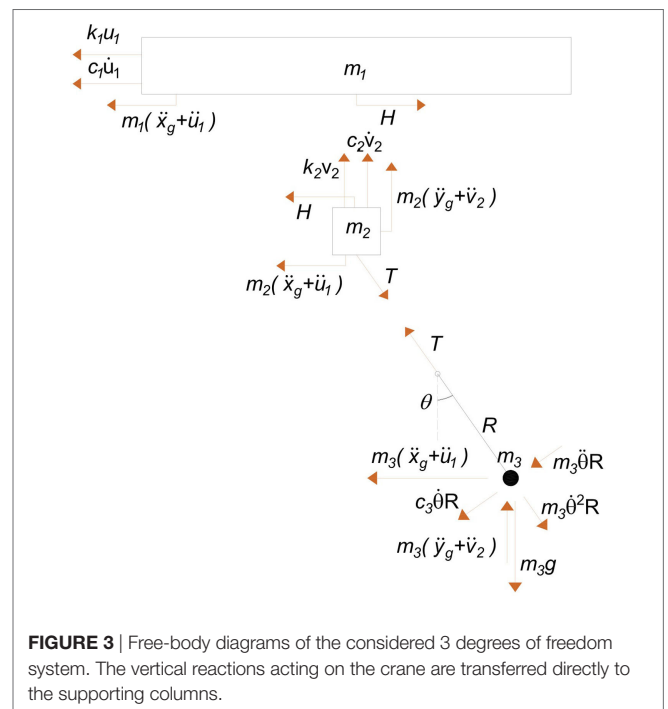 k₁u₁
c₁u̇₁
m₁
m₁( ẍg+ü₁ )
H
c₂v̇₂
k₂v₂
m₂( ÿg+v̈₂ )
H
m₂
m₂( ẍg+ü₁ )
T
T
θ
R
m₃( ẍg+ü₁ )
m₃
m₃θ̈R
c₃θ̇R
m₃θ̇²R
m₃( ÿg+v̈₂ )
m₃g
FIGURE 3 | Free-body diagrams of the considered 3 degrees of freedom
system. The vertical reactions acting on the crane are transferred directly to
the supporting columns.